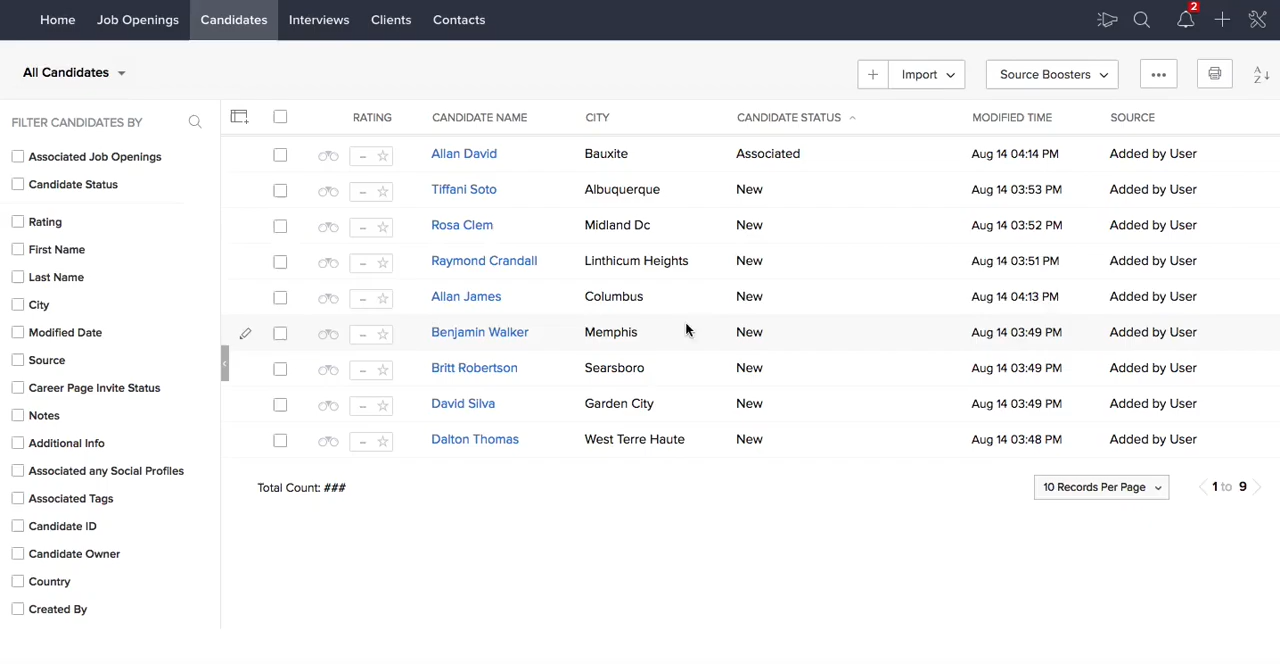 Home Job Openings Candidates Interviews Clients Contacts 2
All Candidates + Import Source Boosters ••• A Z
FILTER CANDIDATES BY
Associated Job Openings
Candidate Status
Rating
First Name
Last Name
City
Modified Date
Source
Career Page Invite Status
Notes
Additional Info
Associated any Social Profiles
Associated Tags
Candidate ID
Candidate Owner
Country
Created By
RATING CANDIDATE NAME CITY CANDIDATE STATUS MODIFIED TIME SOURCE
– Allan David Bauxite Associated Aug 14 04:14 PM Added by User
– Tiffani Soto Albuquerque New Aug 14 03:53 PM Added by User
– Rosa Clem Midland Dc New Aug 14 03:52 PM Added by User
– Raymond Crandall Linthicum Heights New Aug 14 03:51 PM Added by User
– Allan James Columbus New Aug 14 04:13 PM Added by User
– Benjamin Walker Memphis New Aug 14 03:49 PM Added by User
– Britt Robertson Searsboro New Aug 14 03:49 PM Added by User
– David Silva Garden City New Aug 14 03:49 PM Added by User
– Dalton Thomas West Terre Haute New Aug 14 03:48 PM Added by User
Total Count: ### 10 Records Per Page 1 to 9